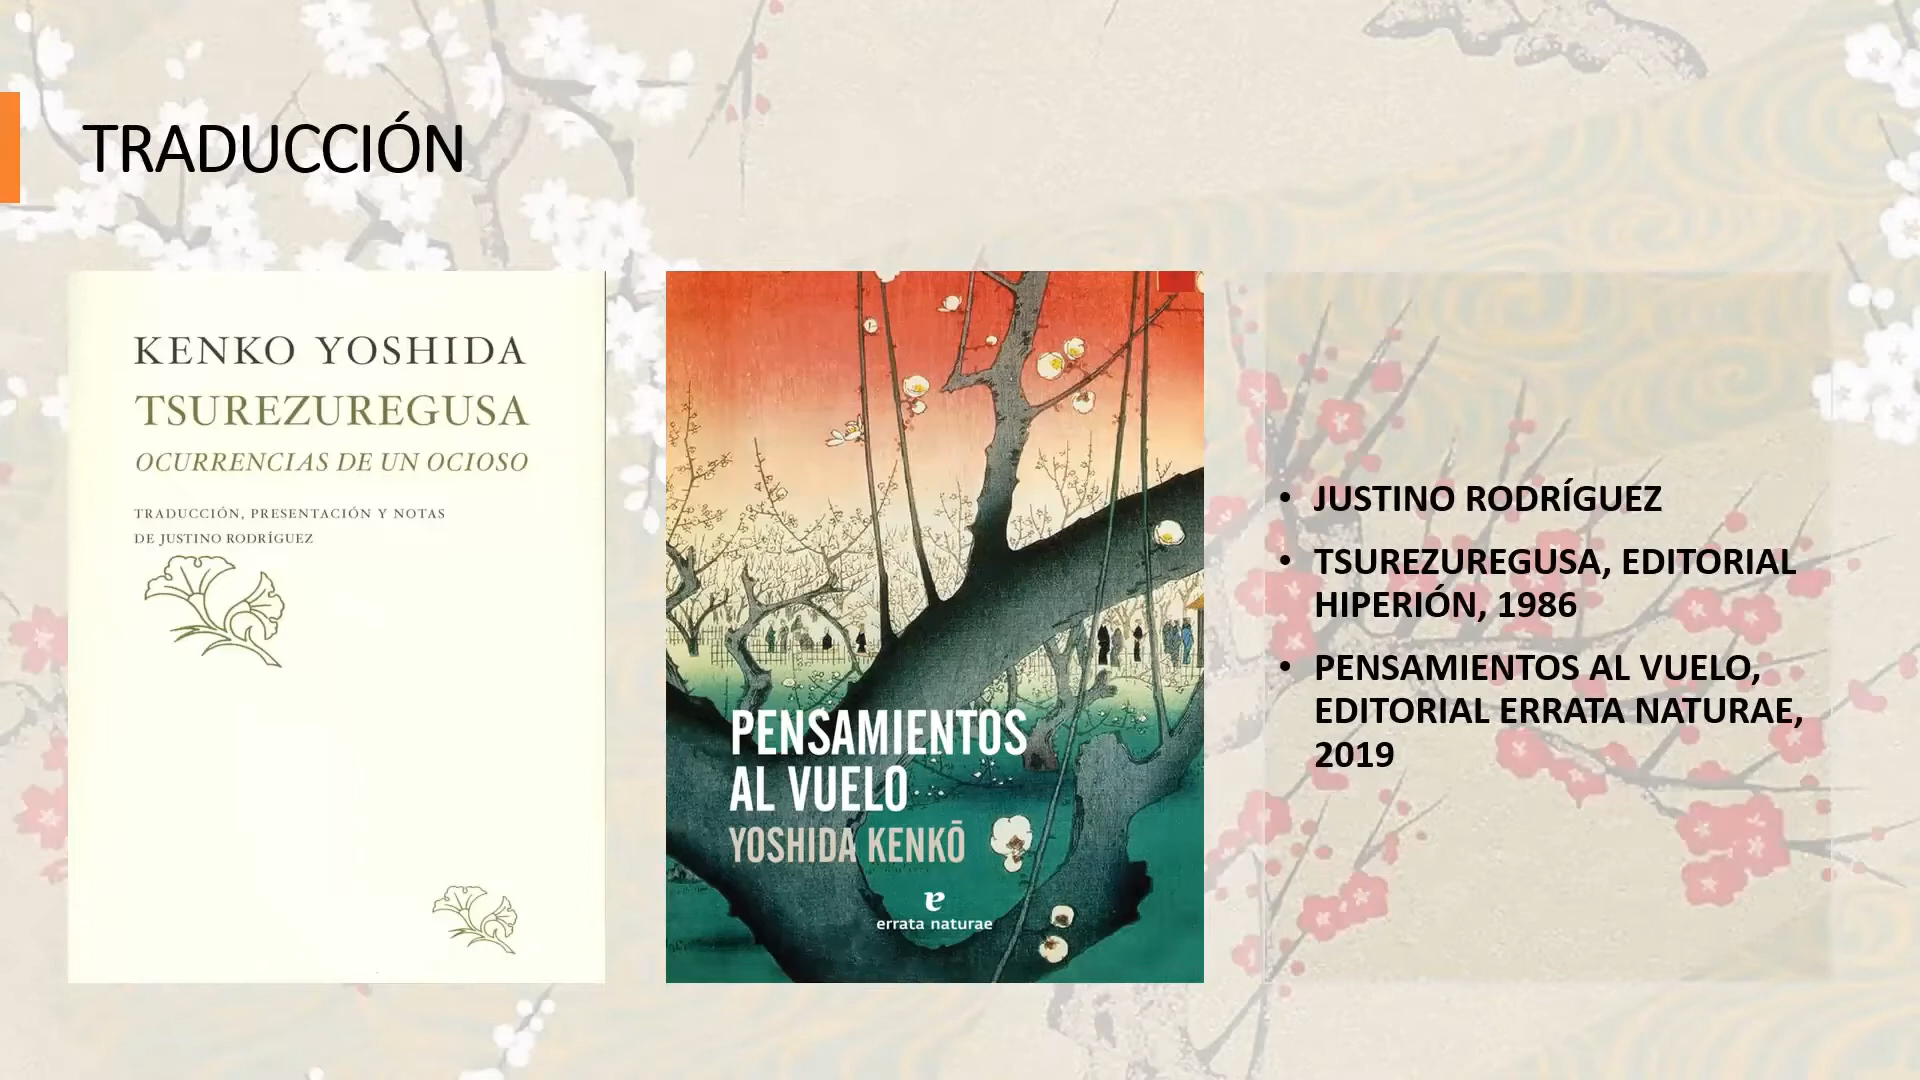 TRADUCCIÓN
KENKO YOSHIDA
TSUREZUREGUSA
OCURRENCIAS DE UN OCIOSO
TRADUCCIÓN, PRESENTACIÓN Y NOTAS
DE JUSTINO RODRÍGUEZ
PENSAMIENTOS
AL VUELO
YOSHIDA KENKŌ
e
errata naturae
• JUSTINO RODRÍGUEZ
• TSUREZUREGUSA, EDITORIAL
HIPERIÓN, 1986
• PENSAMIENTOS AL VUELO,
EDITORIAL ERRATA NATURAE,
2019